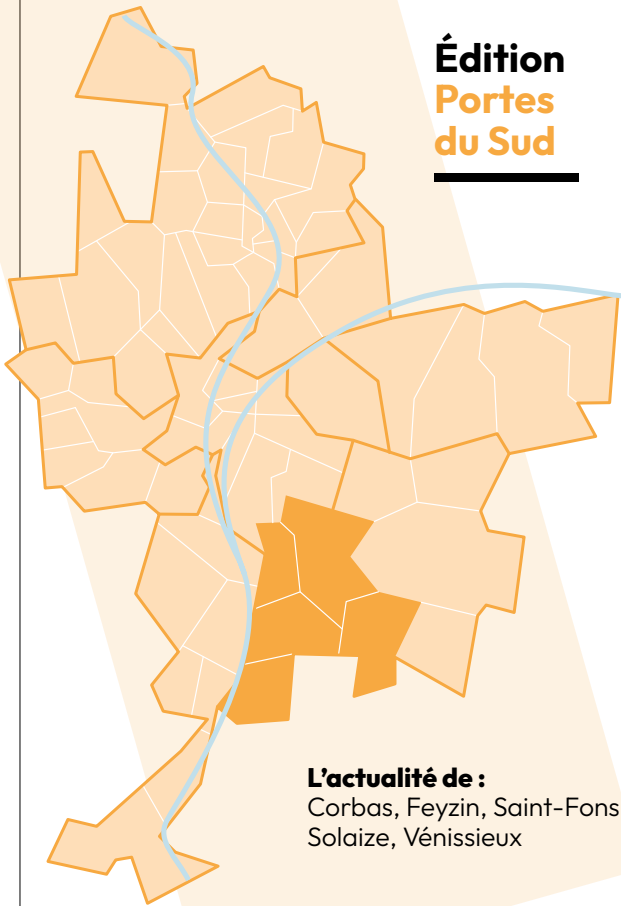 Édition
Portes
du Sud
L’actualité de :
Corbas, Feyzin, Saint-Fons
Solaize, Vénissieux